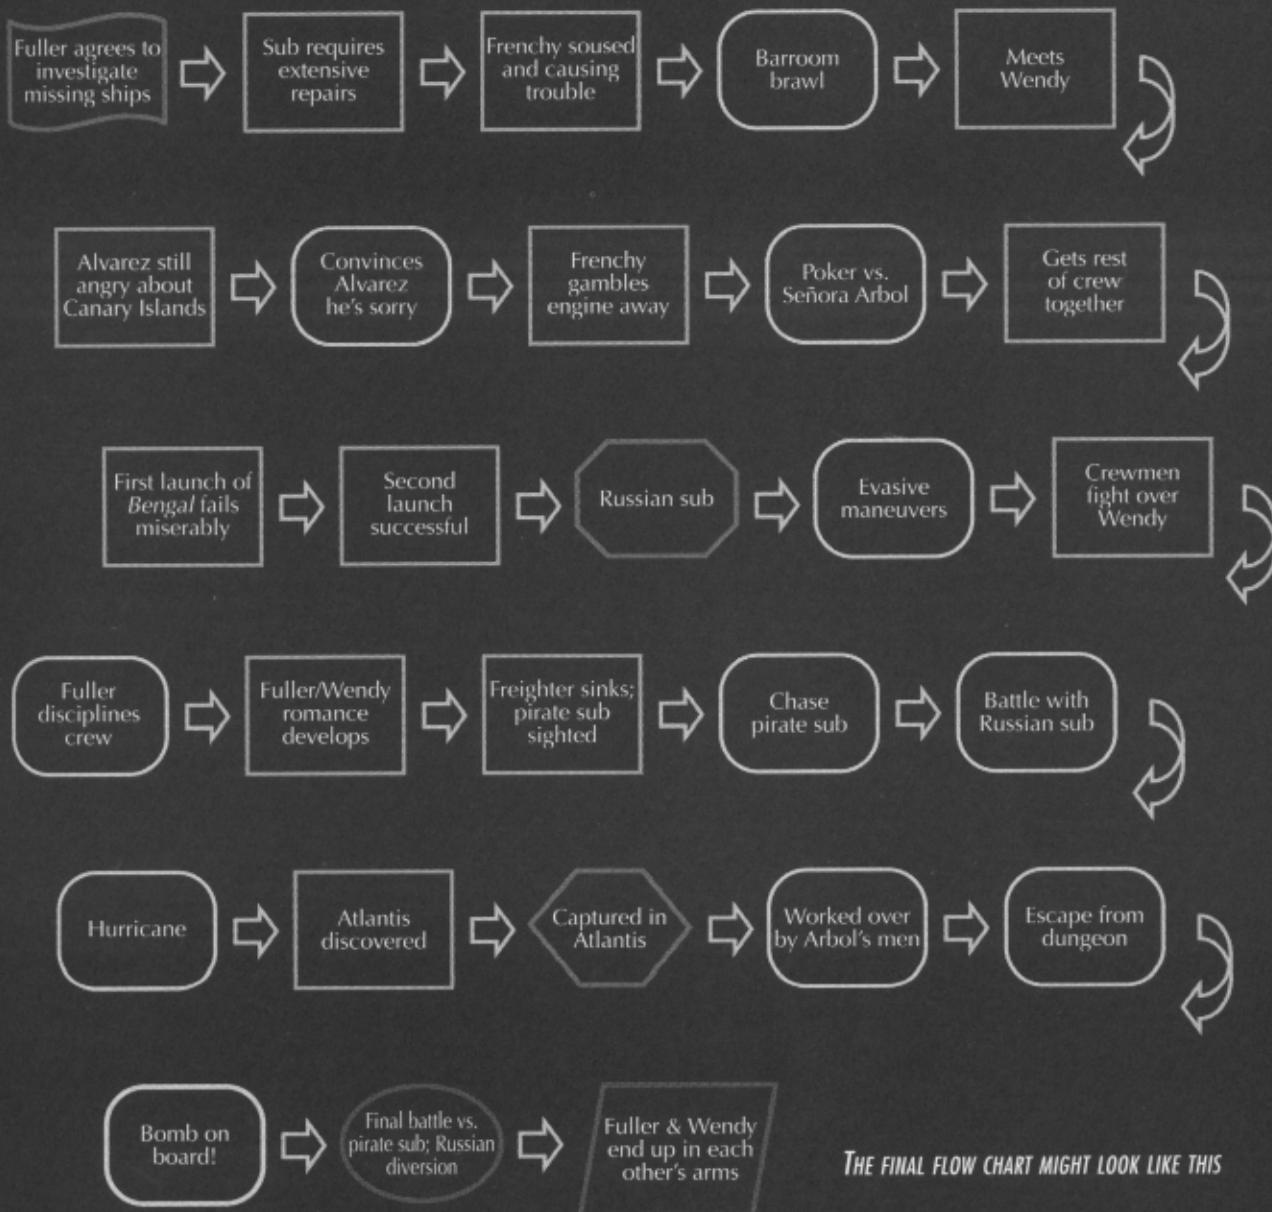 Fuller agrees to
investigate
missing ships
Sub requires
extensive
repairs
Frenchy soused
and causing
trouble
Barroom
brawl
Meets
Wendy
Alvarez still
angry about
Canary Islands
Convinces
Alvarez
he's sorry
Frenchy
gambles
engine away
Poker vs.
Señora Arbol
Gets rest
of crew
together
First launch of
Bengal fails
miserably
Second
launch
successful
Russian sub
Evasive
maneuvers
Crewmen
fight over
Wendy
Fuller
disciplines
crew
Fuller/Wendy
romance
develops
Freighter sinks;
pirate sub
sighted
Chase
pirate sub
Battle with
Russian sub
Hurricane
Atlantis
discovered
Captured in
Atlantis
Worked over
by Arbol's men
Escape from
dungeon
Bomb on
board!
Final battle vs.
pirate sub; Russian
diversion
Fuller & Wendy
end up in each
other's arms
THE FINAL FLOW CHART MIGHT LOOK LIKE THIS